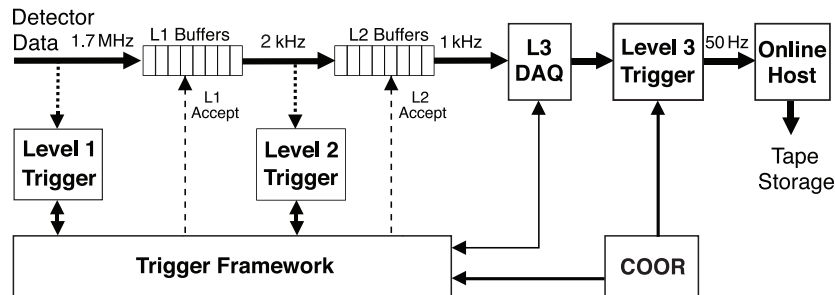 Detector
Data
1.7 MHz
L1 Buffers
2 kHz
L2 Buffers
1 kHz
L3
DAQ
Level 3
Trigger
50 Hz
Online
Host
L1
Accept
L2
Accept
Level 1
Trigger
Level 2
Trigger
Tape
Storage
Trigger Framework
COOR